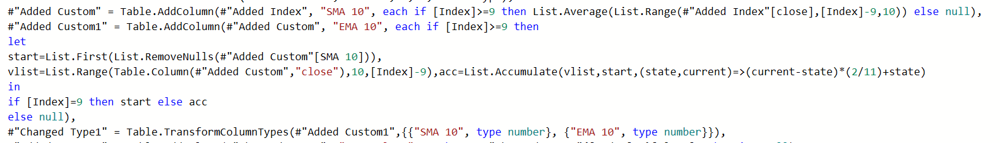 #"Added Custom" = Table.AddColumn(#"Added Index", "SMA 10", each if [Index]>=9 then List.Average(List.Range(#"Added Index"[close],[Index]-9,10)) else null),
#"Added Custom1" = Table.AddColumn(#"Added Custom", "EMA 10", each if [Index]>=9 then
let
start=List.First(List.RemoveNulls(#"Added Custom"[SMA 10])),
vlist=List.Range(Table.Column(#"Added Custom","close"),10,[Index]-9),acc=List.Accumulate(vlist,start,(state,current)=>(current-state)*(2/11)+state)
in
if [Index]=9 then start else acc
else null),
#"Changed Type1" = Table.TransformColumnTypes(#"Added Custom1",{{"SMA 10", type number}, {"EMA 10", type number}}),